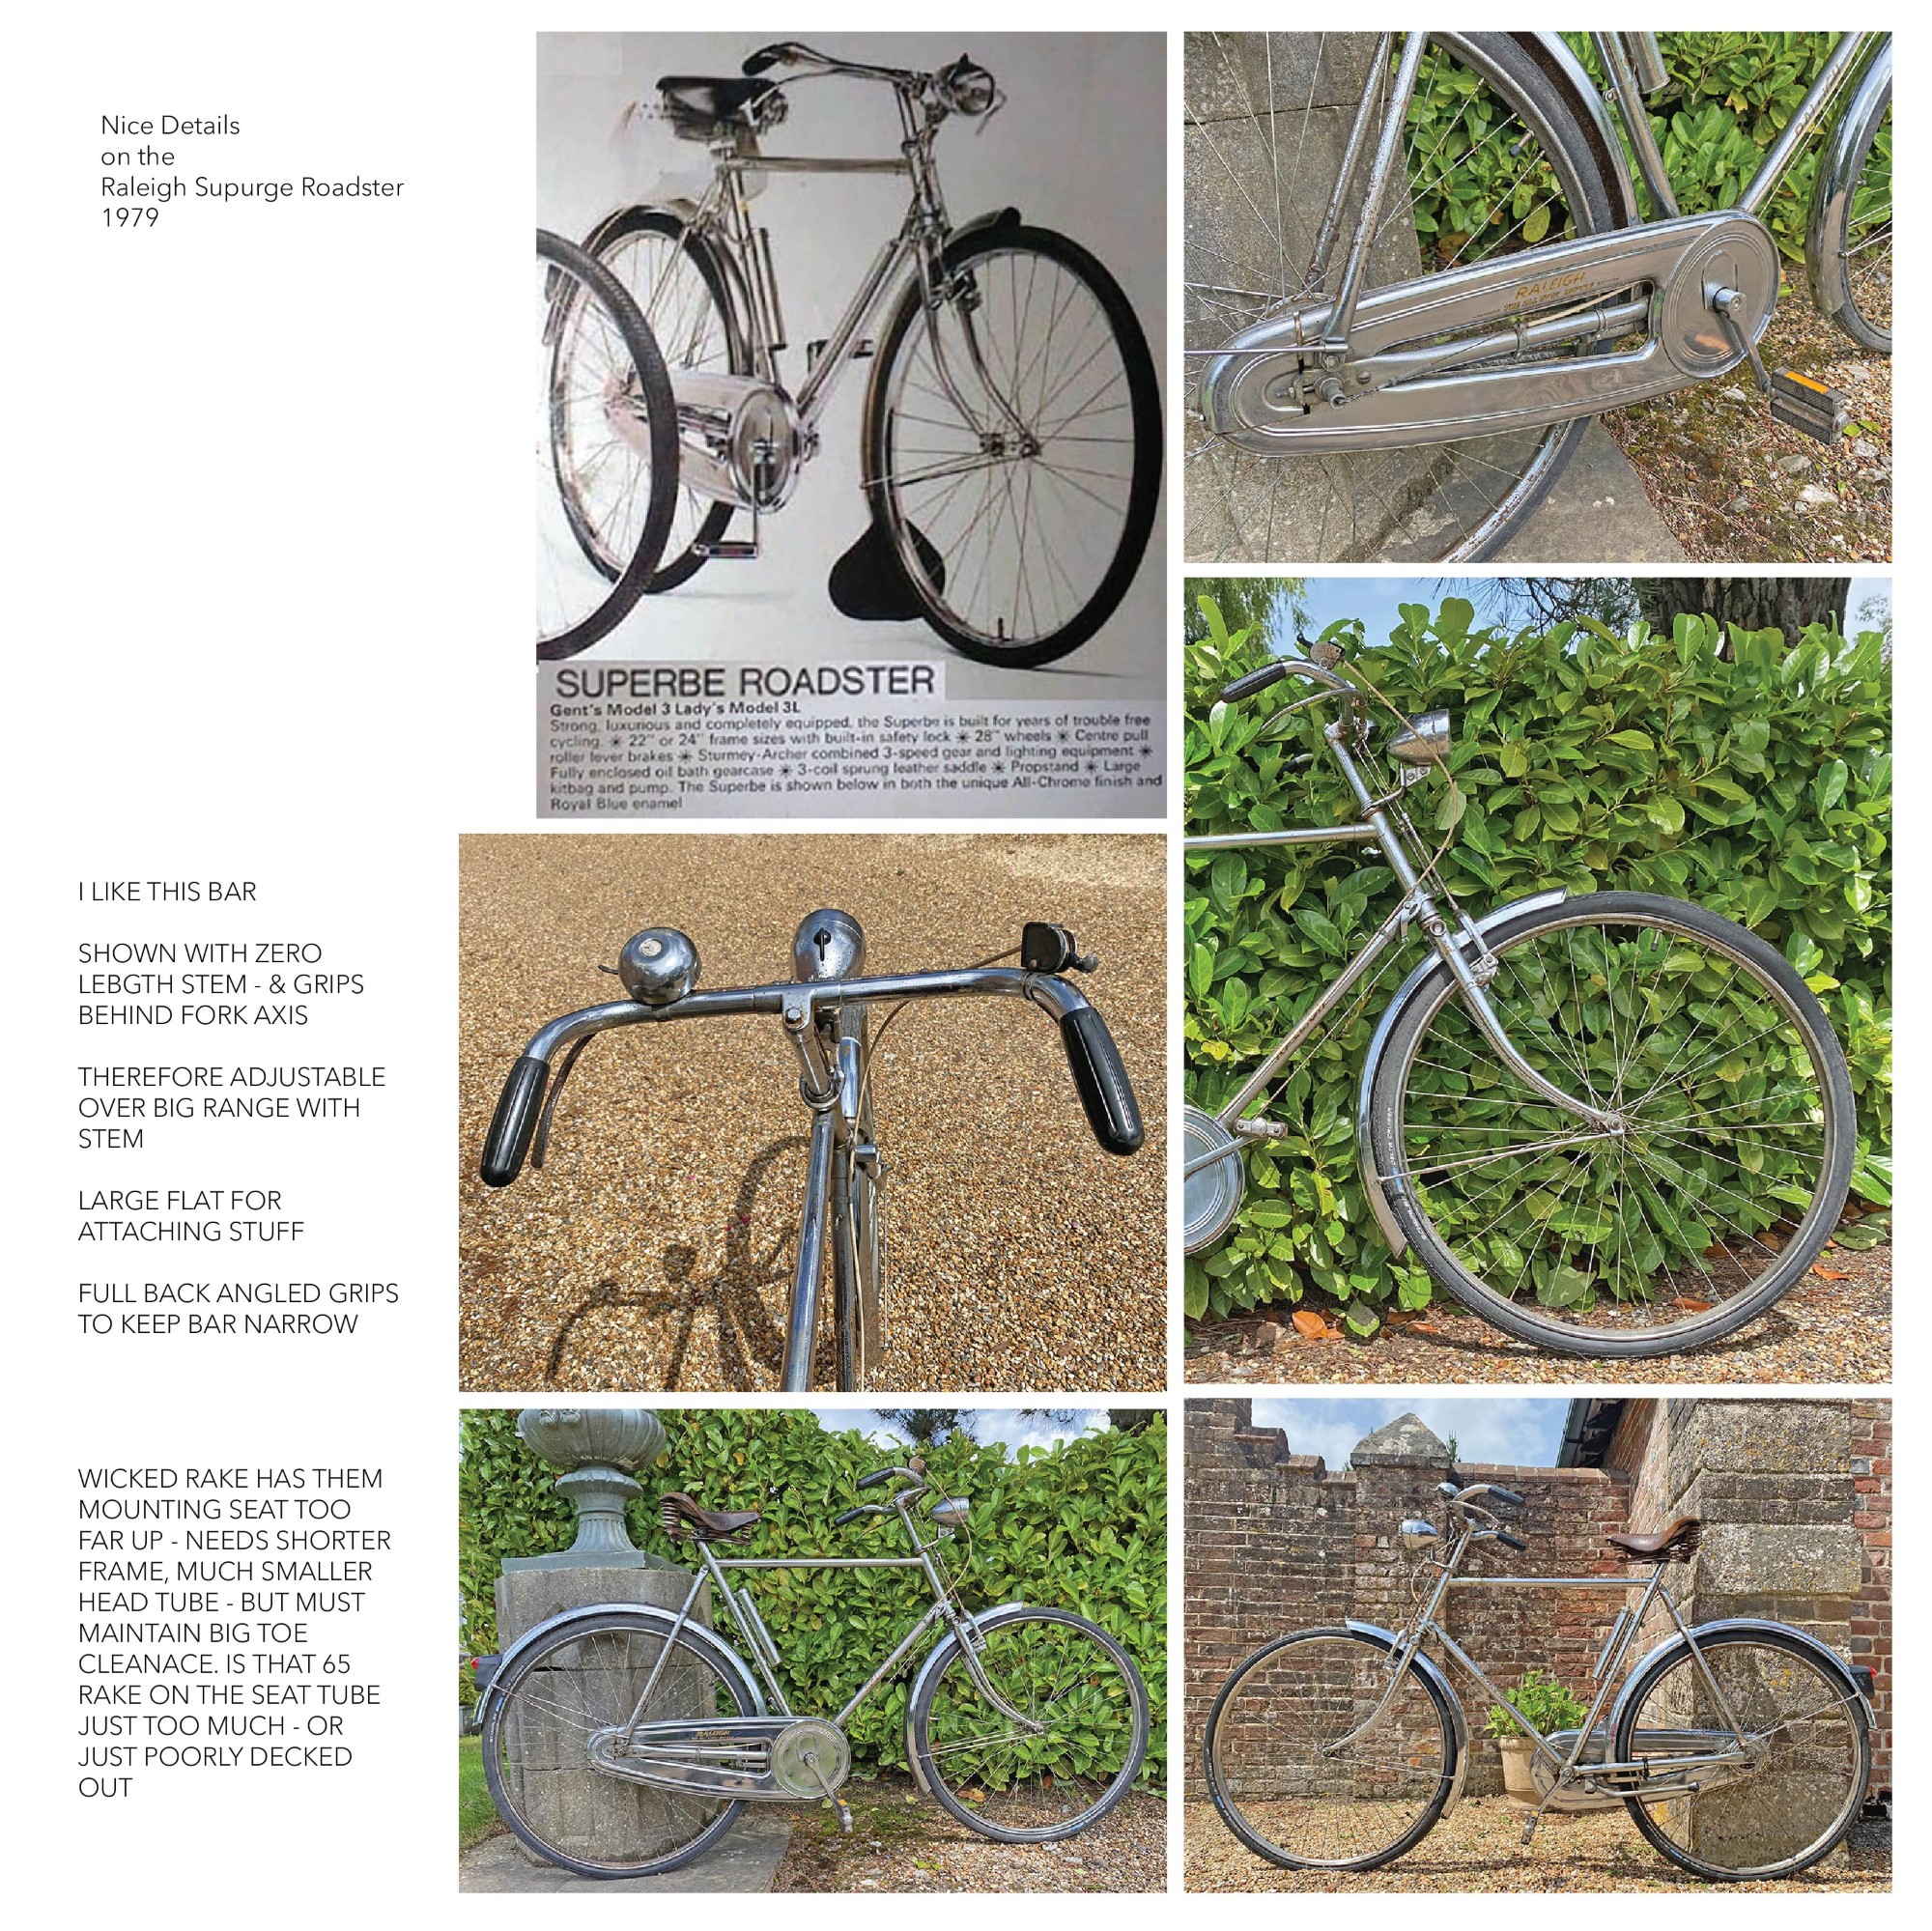 Nice Details
on the
Raleigh Supurge Roadster
1979
SUPERBE ROADSTER
Gent's Model 3 Lady's Model 3L
Strong, luxurious and completely equipped, the Superbe is built for years of trouble free
cycling. ✳ 22" or 24" frame sizes with built-in safety lock ✳ 28" wheels ✳ Centre pull
roller lever brakes ✳ Sturmey-Archer combined 3-speed gear and lighting equipment ✳
Fully enclosed oil bath gearcase ✳ 3-coil sprung leather saddle ✳ Propstand ✳ Large
kitbag and pump. The Superbe is shown below in both the unique All-Chrome finish and
Royal Blue enamel
RALEIGH
I LIKE THIS BAR
SHOWN WITH ZERO
LEBGTH STEM - & GRIPS
BEHIND FORK AXIS
THEREFORE ADJUSTABLE
OVER BIG RANGE WITH
STEM
LARGE FLAT FOR
ATTACHING STUFF
FULL BACK ANGLED GRIPS
TO KEEP BAR NARROW
DELTA CRUISER
WICKED RAKE HAS THEM
MOUNTING SEAT TOO
FAR UP - NEEDS SHORTER
FRAME, MUCH SMALLER
HEAD TUBE - BUT MUST
MAINTAIN BIG TOE
CLEANACE. IS THAT 65
RAKE ON THE SEAT TUBE
JUST TOO MUCH - OR
JUST POORLY DECKED
OUT
RALEIGH